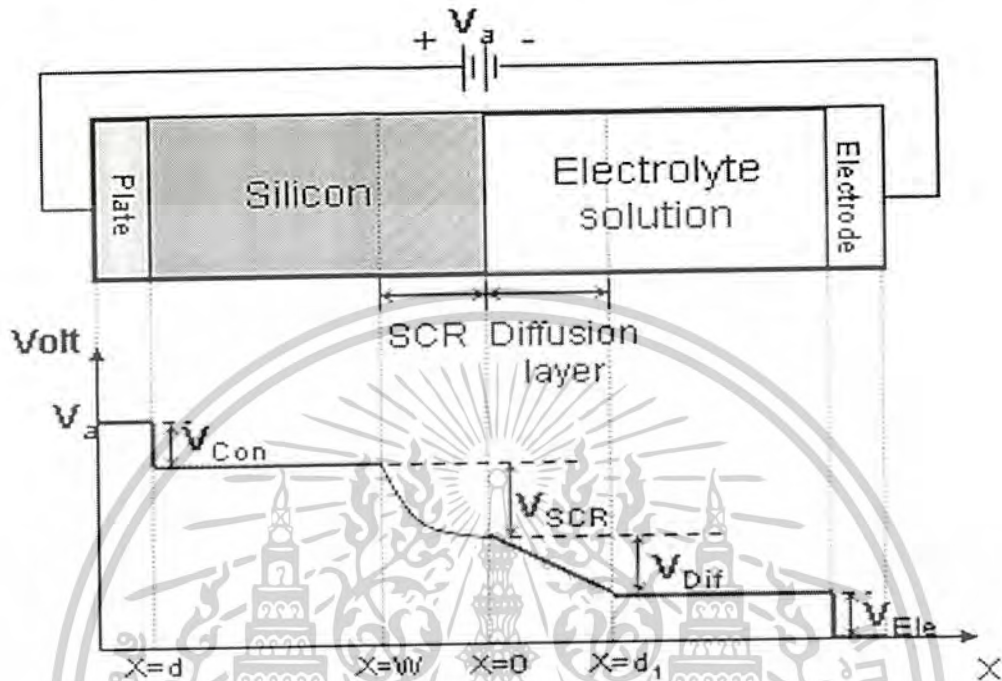 + Va -
Plate
Silicon
Electrolyte
solution
Electrode
SCR
Diffusion
layer
Volt
Va
VCon
VSCR
VDif
VEle
X=d
X=W
X=0
X=d1
X